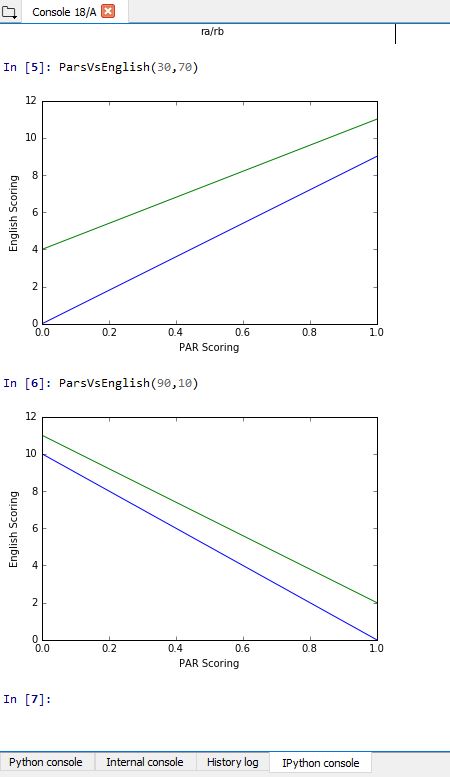 Console 18/A
ra/rb
In [5]: ParsVsEnglish(30,70)
12
10
8
6
4
2
0
English Scoring
0.0 0.2 0.4 0.6 0.8 1.0
PAR Scoring
In [6]: ParsVsEnglish(90,10)
12
10
8
6
4
2
0
English Scoring
0.0 0.2 0.4 0.6 0.8 1.0
PAR Scoring
In [7]:
Python console Internal console History log IPython console